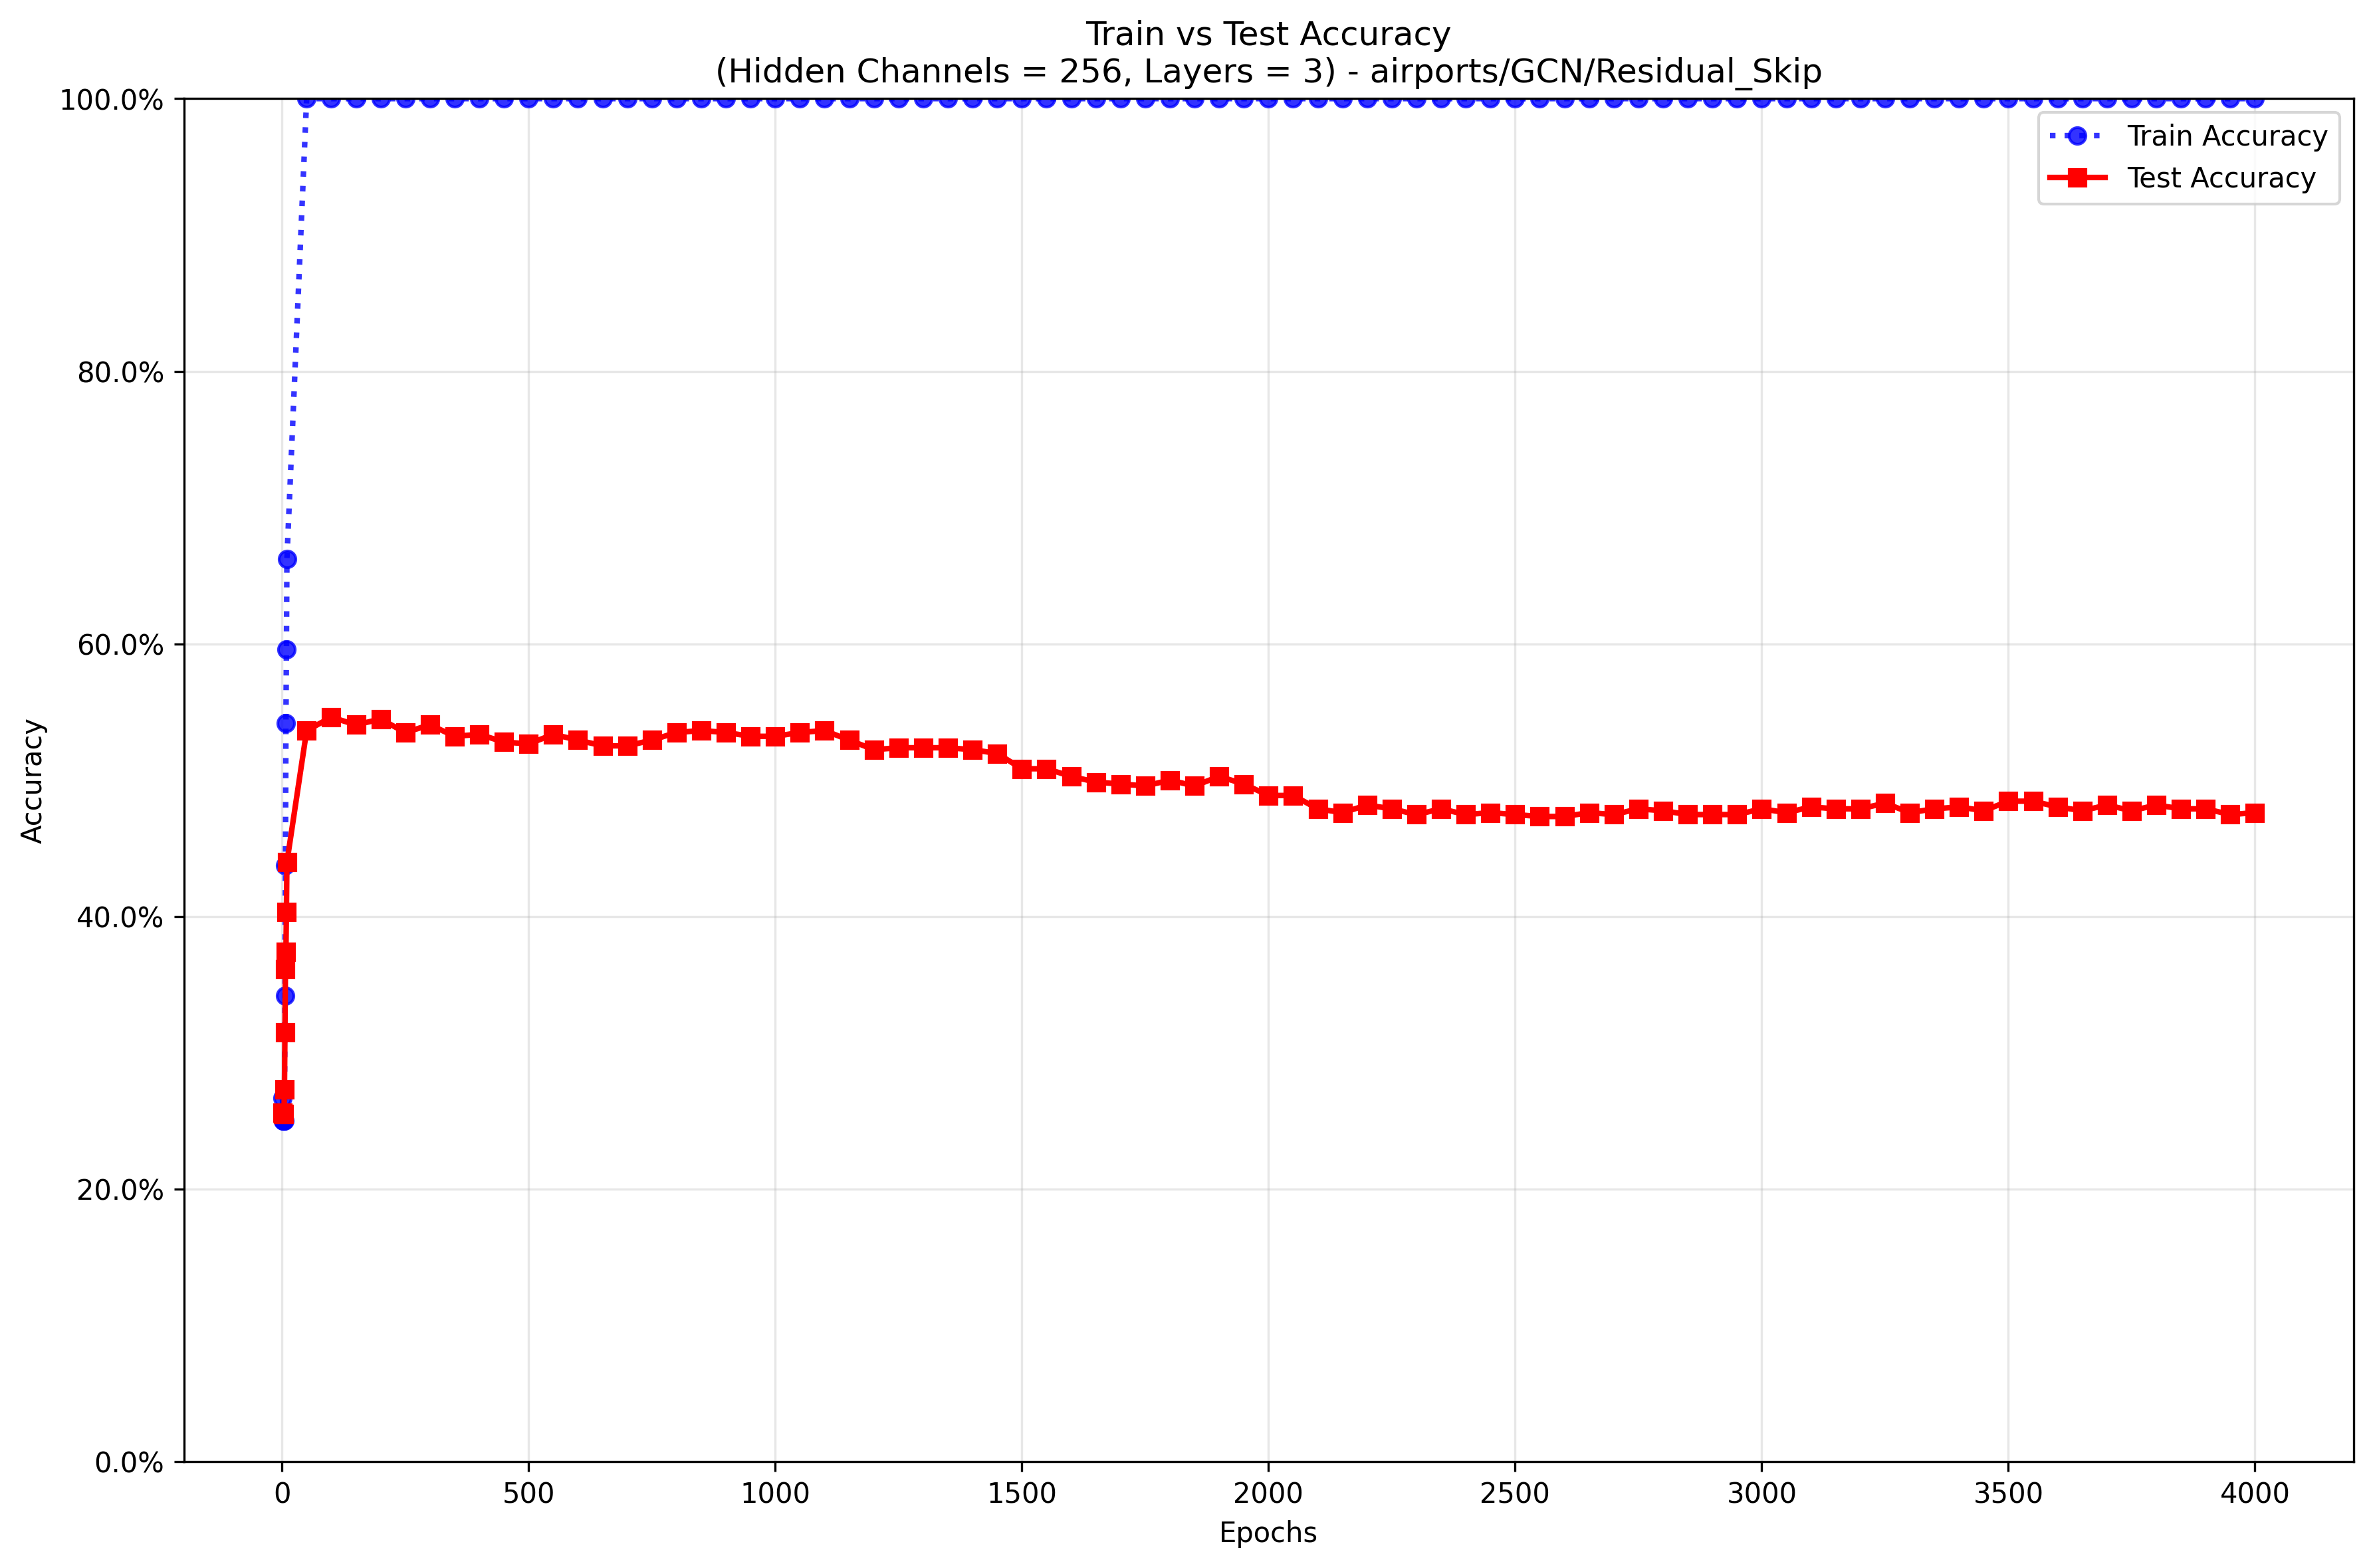 Train vs Test Accuracy
(Hidden Channels = 256, Layers = 3) - airports/GCN/Residual_Skip
100.0%
80.0%
60.0%
40.0%
20.0%
0.0%
Accuracy
Train Accuracy
Test Accuracy
0 500 1000 1500 2000 2500 3000 3500 4000
Epochs